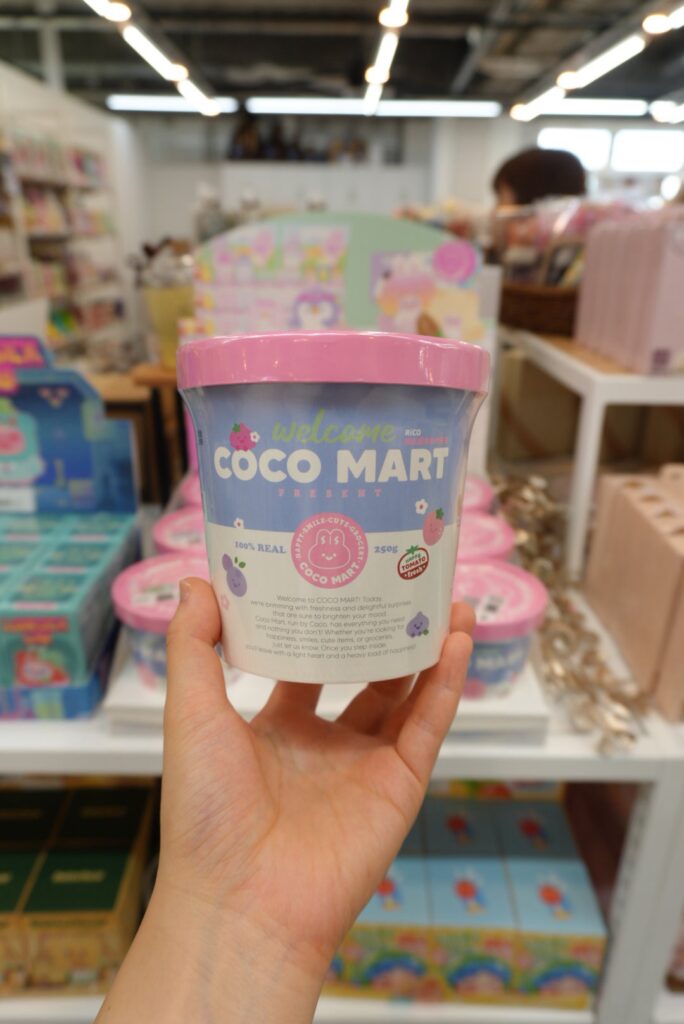 welcome
RiCO
COCO MART
PRESENT
HAPPY·SMILE·CUTE·GROCERY
100% REAL
250g
COCO MART
TOMATO
fresh
Welcome to COCO MART! Today,
we're brimming with freshness and delightful surprises
that are sure to brighten your mood.
Coco Mart, run by Coco, has everything you need
and nothing you don't! Whether you're looking for
happiness, smiles, cute items, or groceries,
just let us know. Once you step inside,
you'll leave with a light heart and a heavy load of happiness!
MART